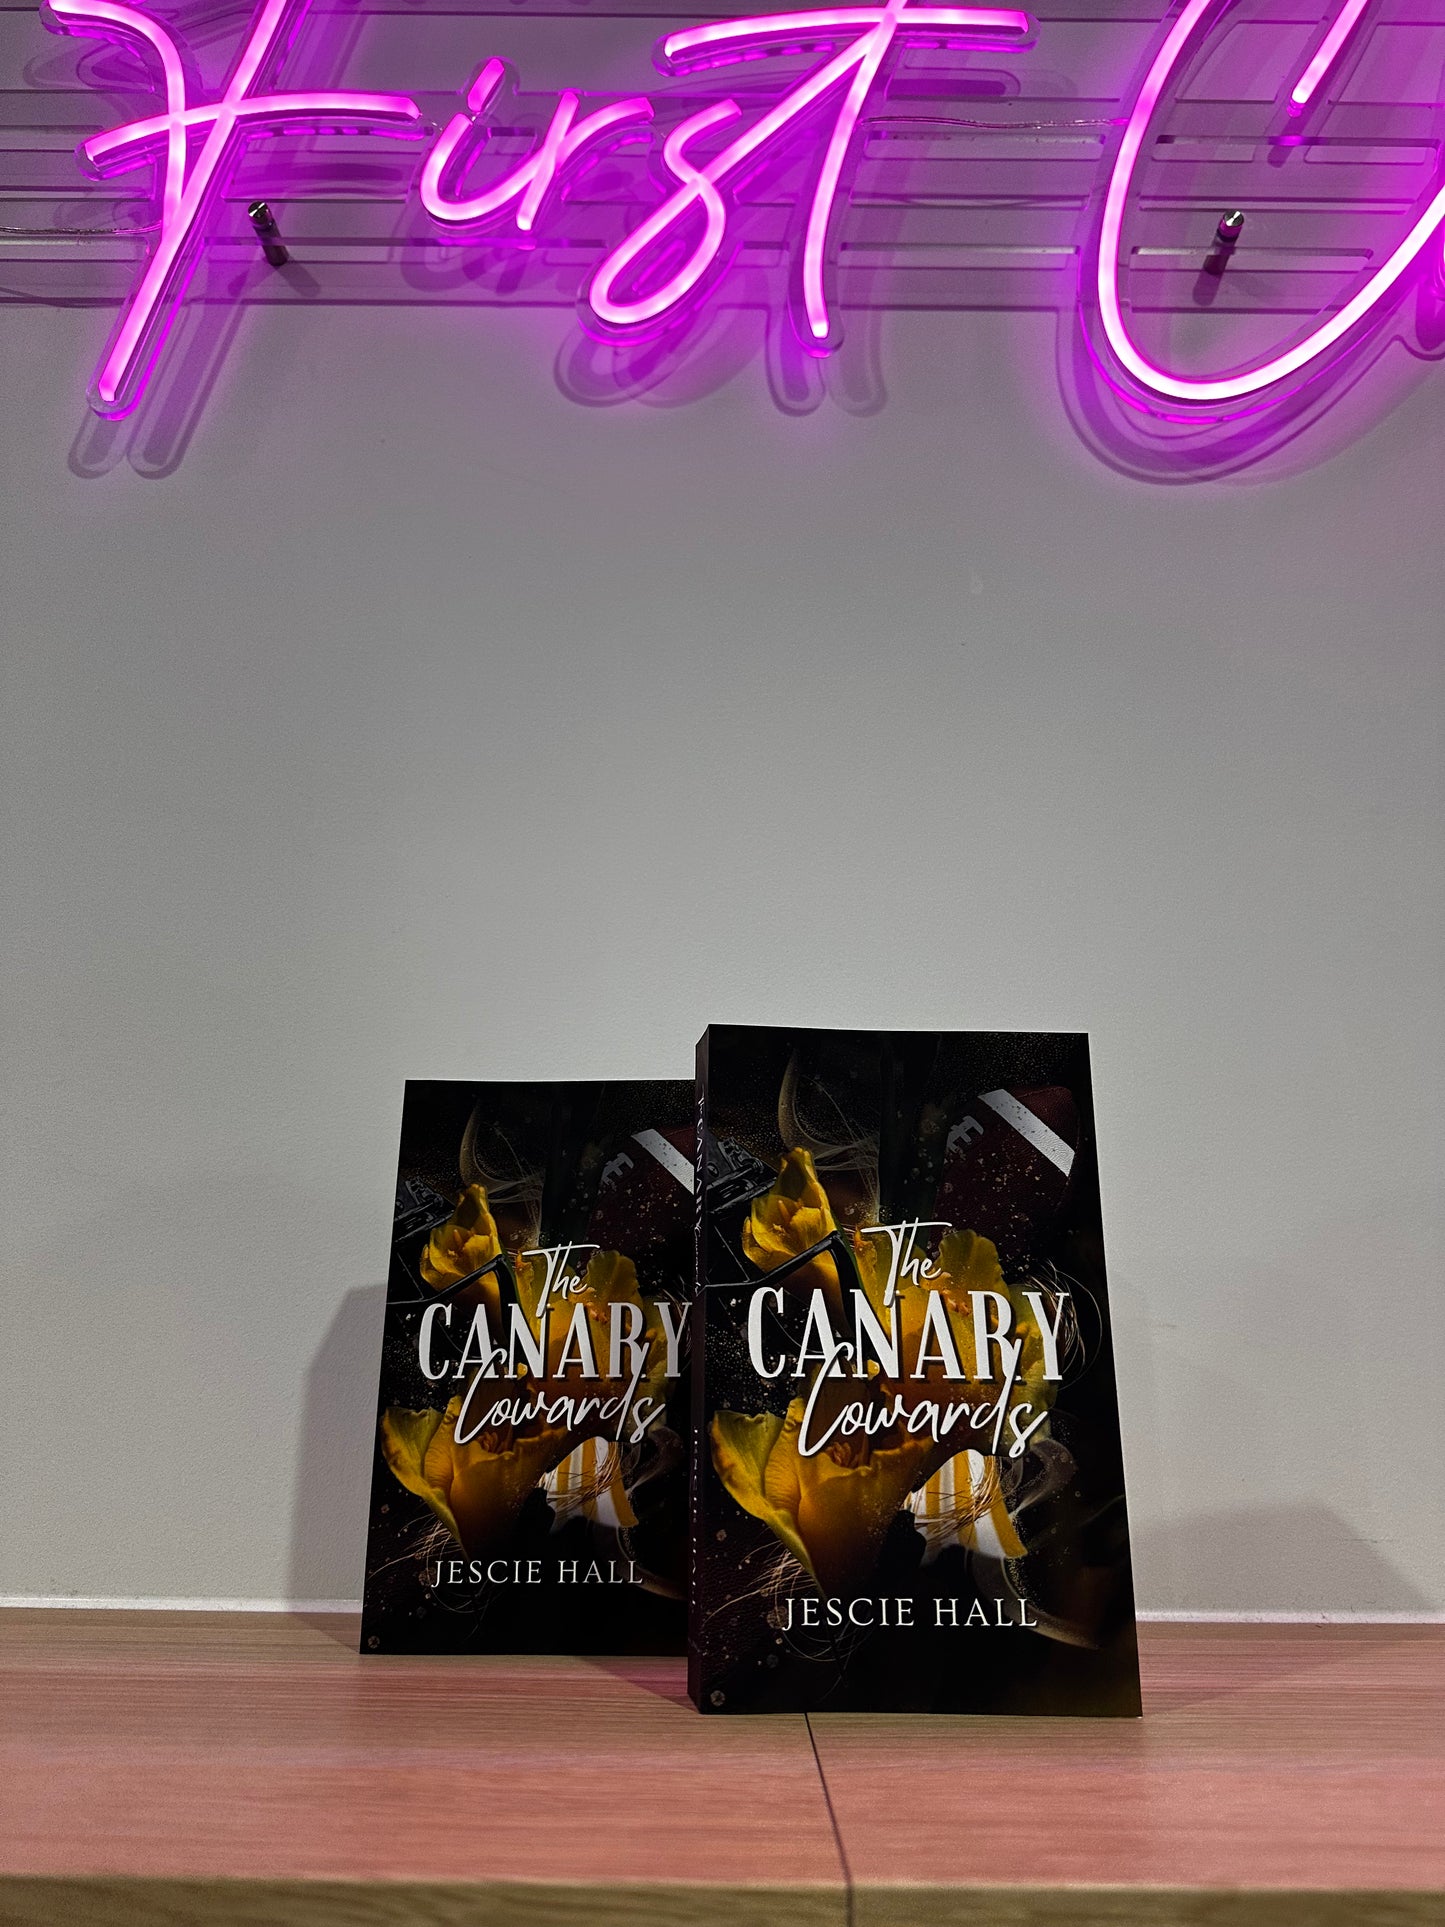 First C
The
CANARY
Cowards
JESCIE HALL
The
CANARY
Cowards
JESCIE HALL